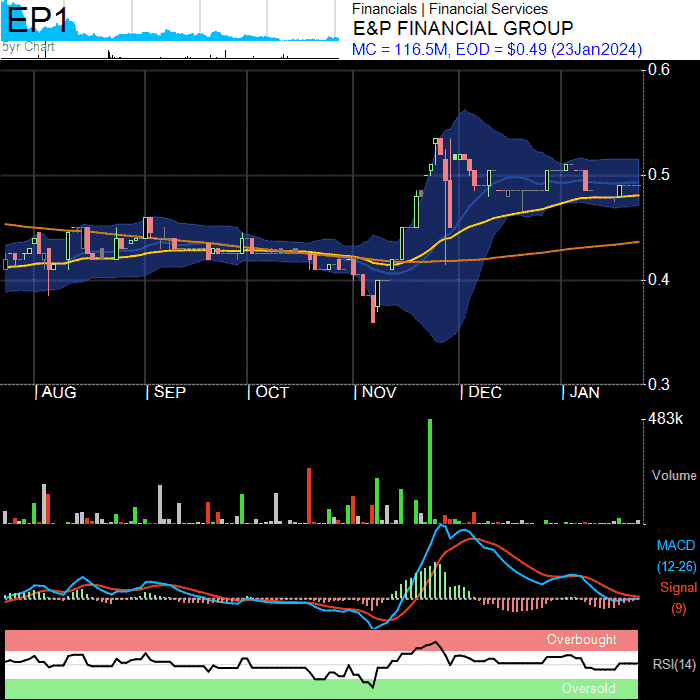 EP1
5yr Chart
Financials | Financial Services
E&P FINANCIAL GROUP
MC = 116.5M, EOD = $0.49 (23Jan2024)
0.6
0.5
0.4
0.3
| AUG | SEP | OCT | NOV | DEC | JAN
483k
Volume
MACD
(12-26)
Signal
(9)
Overbought
RSI(14)
Oversold